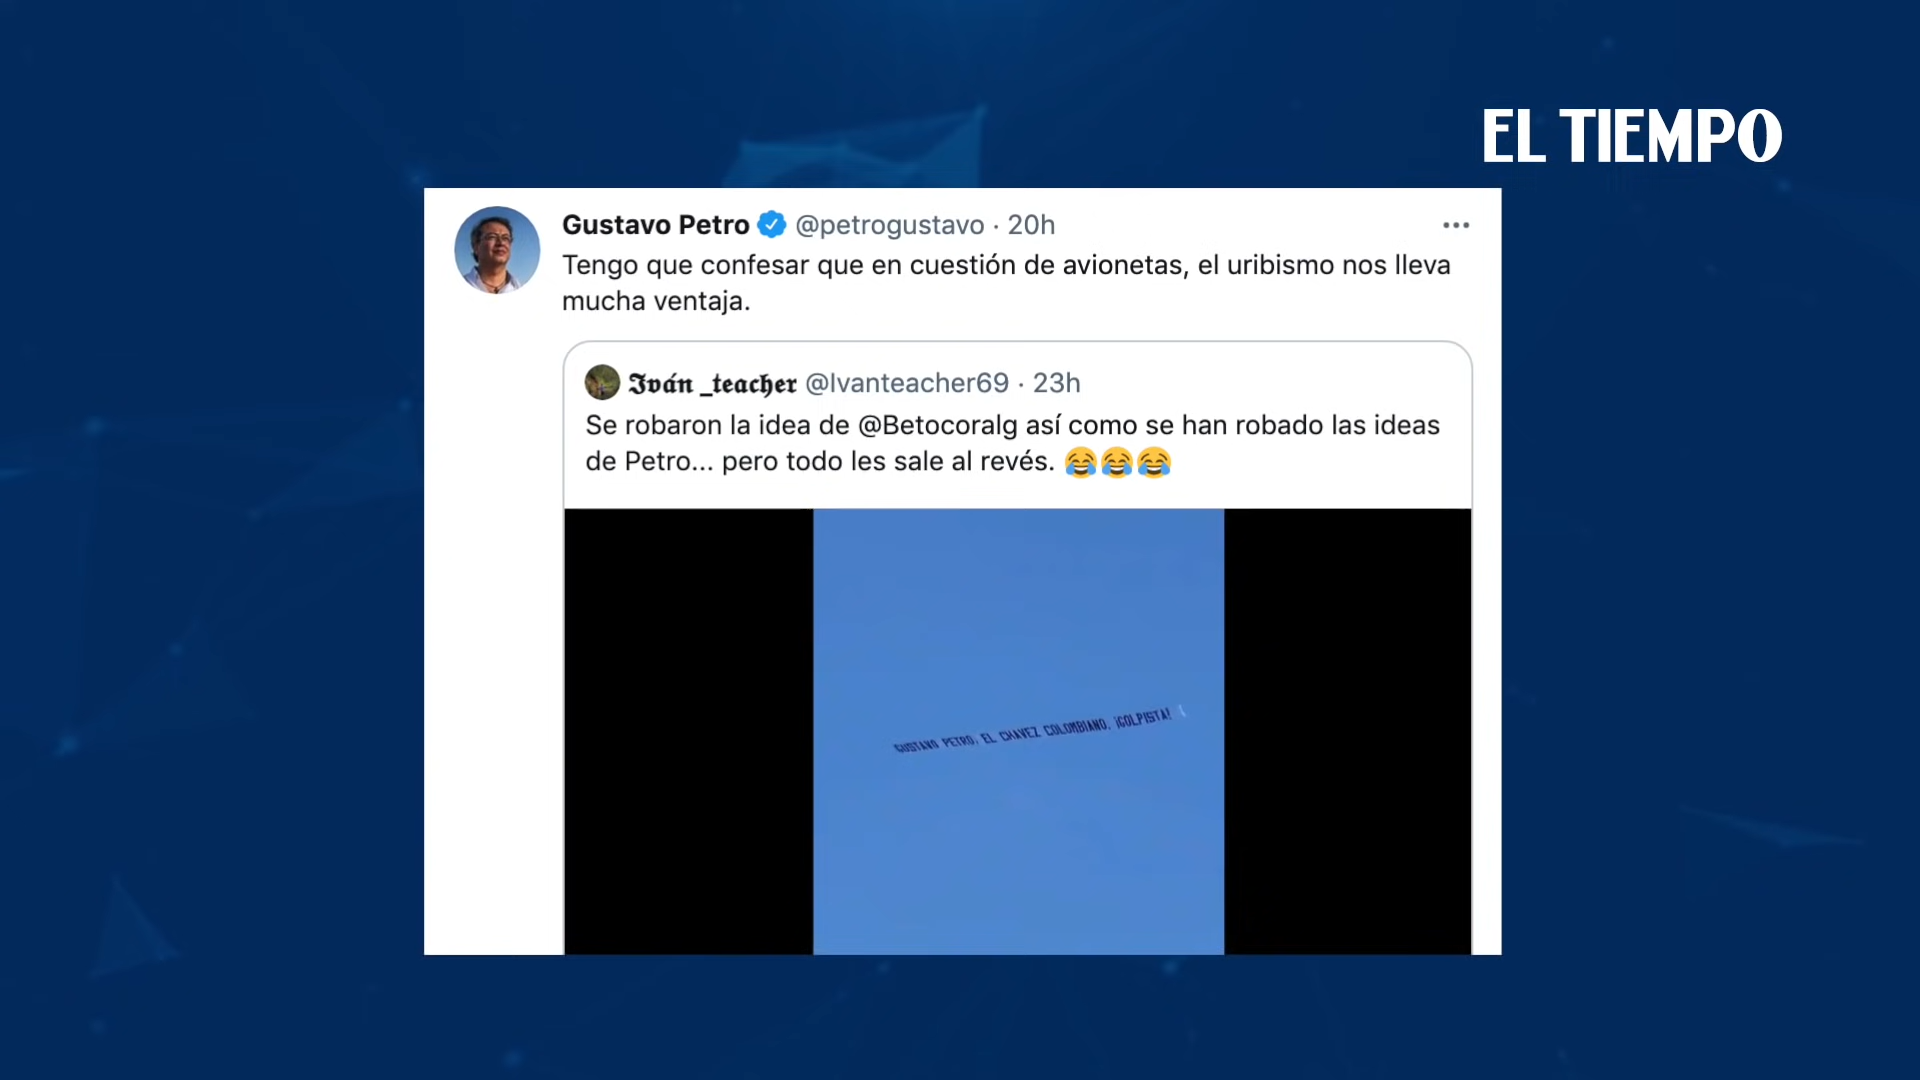 EL TIEMPO
Gustavo Petro @petrogustavo · 20h
Tengo que confesar que en cuestión de avionetas, el uribismo nos lleva
mucha ventaja.
Iván _teacher @Ivanteacher69 · 23h
Se robaron la idea de @Betocoralg así como se han robado las ideas
de Petro... pero todo les sale al revés. 😂😂😂
GUSTAVO PETRO, EL CHAVEZ COLOMBIANO. ¡GOLPISTA!